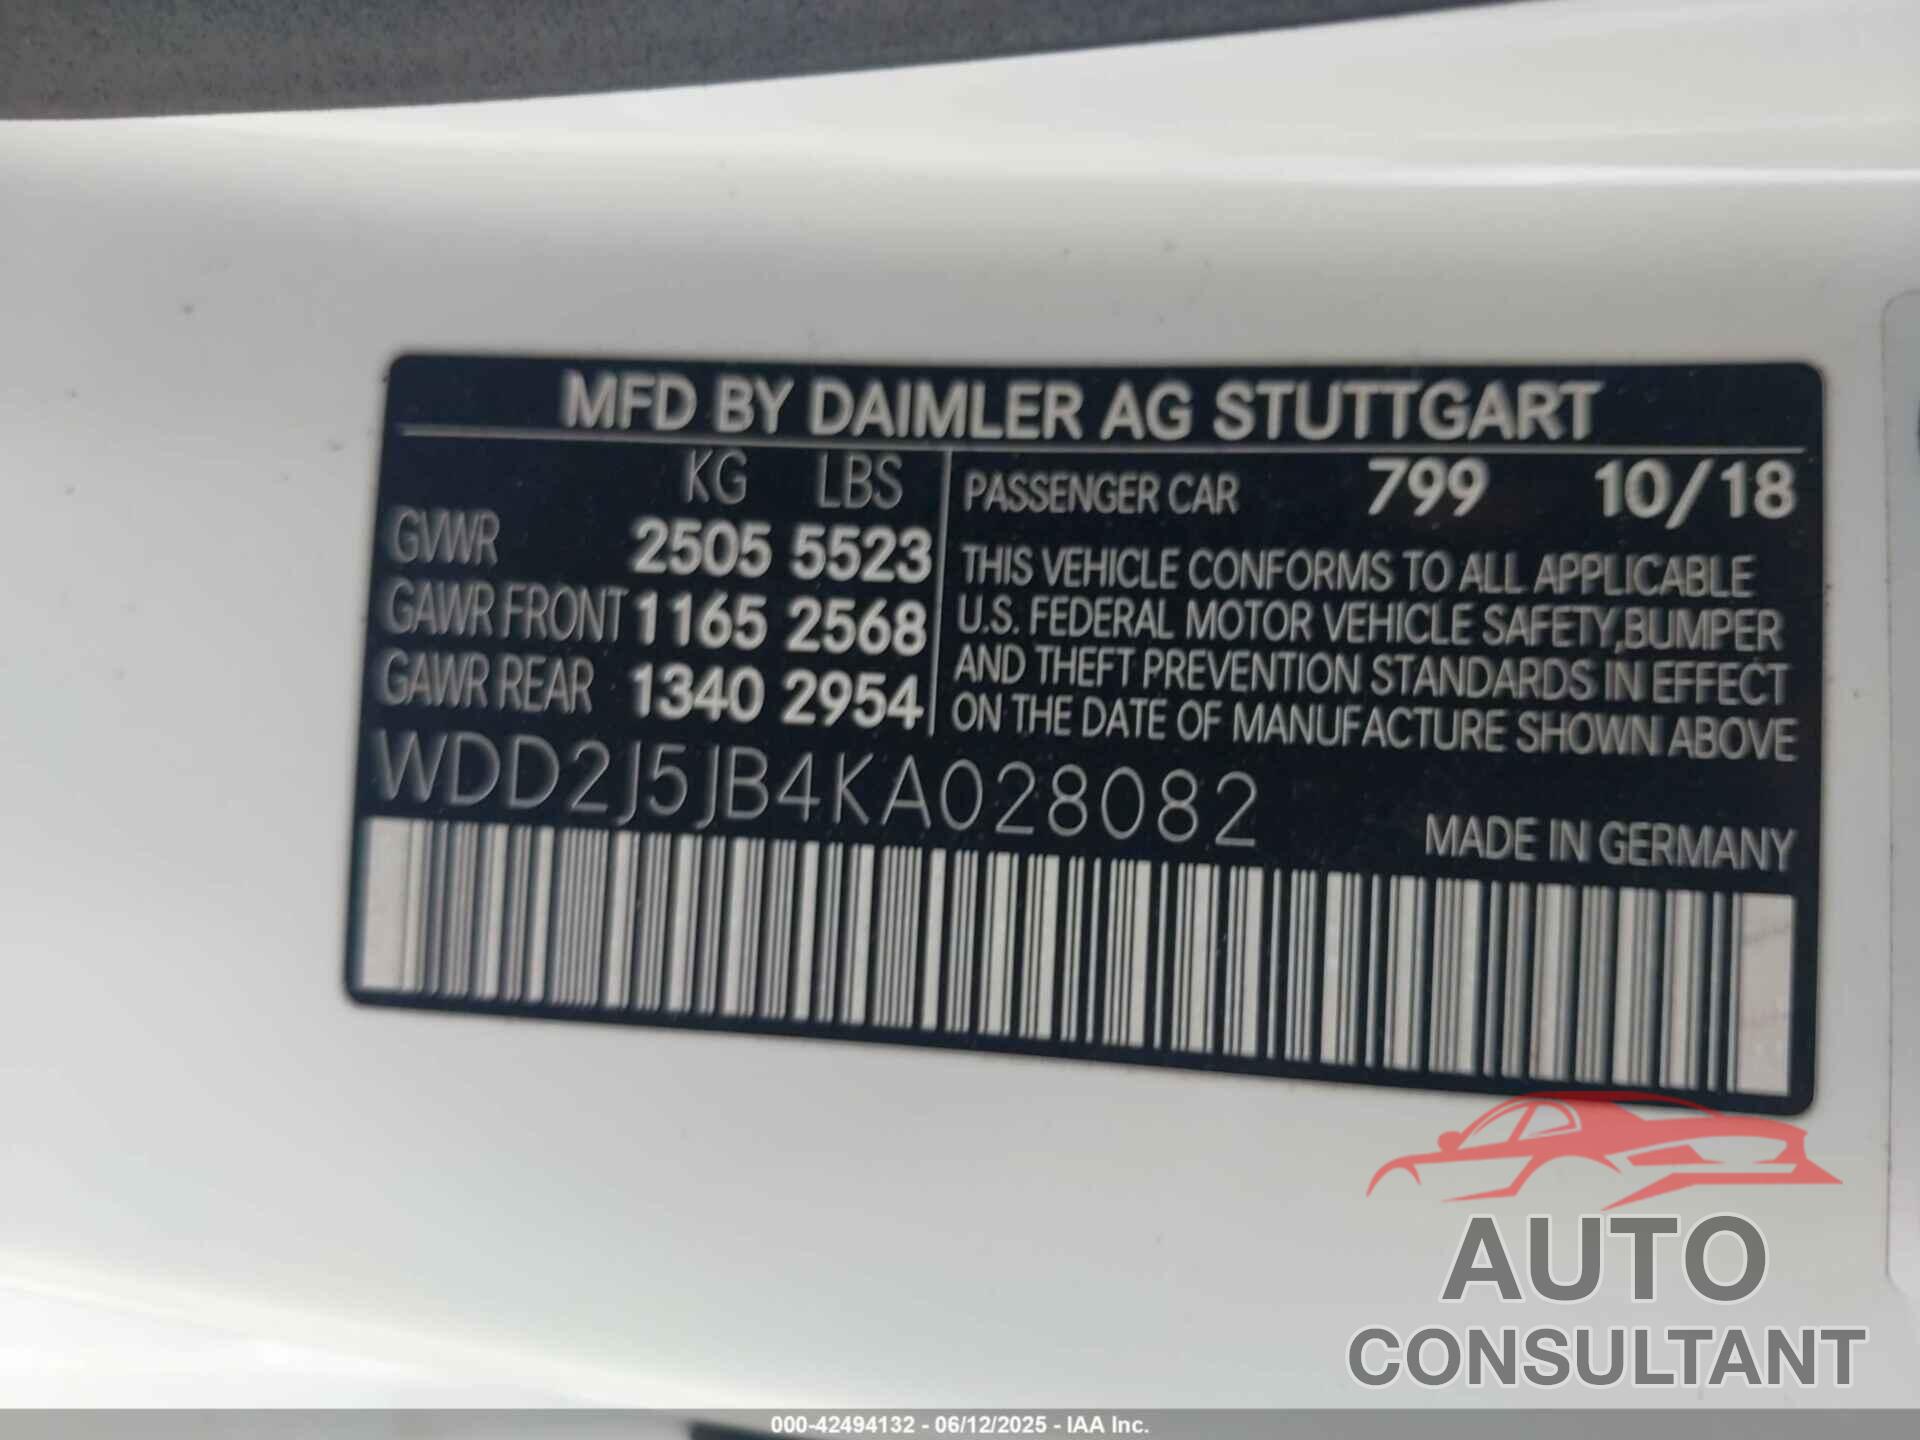 MFD BY DAIMLER AG STUTTGART
KG LBS
GVWR 2505 5523
GAWR FRONT 1165 2568
GAWR REAR 1340 2954
PASSENGER CAR 799 10/18
THIS VEHICLE CONFORMS TO ALL APPLICABLE
U.S. FEDERAL MOTOR VEHICLE SAFETY,BUMPER
AND THEFT PREVENTION STANDARDS IN EFFECT
ON THE DATE OF MANUFACTURE SHOWN ABOVE
WDD2J5JB4KA028082
MADE IN GERMANY
AUTO
CONSULTANT
000-42494132 - 06/12/2025 - IAA Inc.